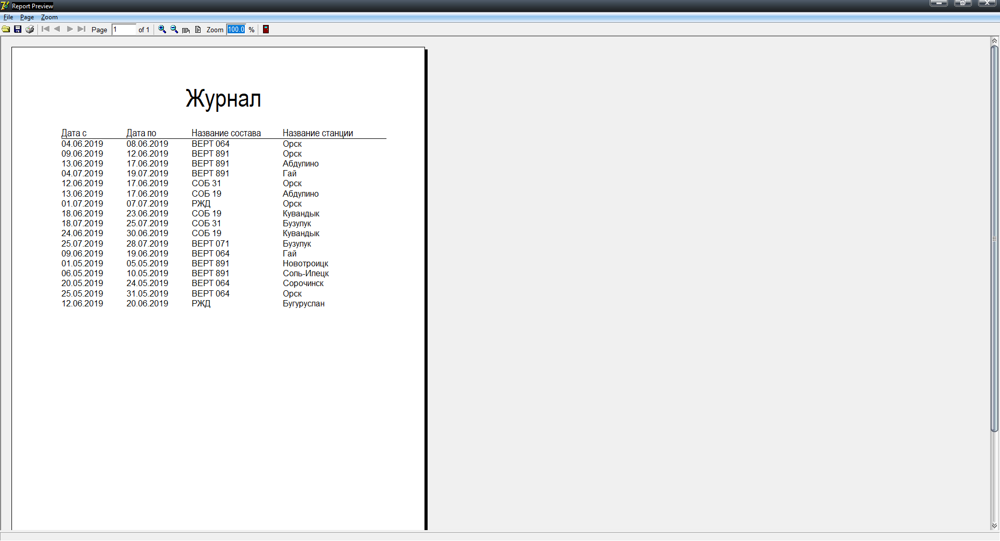 Report Preview
File Page Zoom
Page 1 of 1 Zoom 100.0 %
Журнал
Дата с Дата по Название состава Название станции
04.06.2019 08.06.2019 ВЕРТ 064 Орск
09.06.2019 12.06.2019 ВЕРТ 891 Орск
13.06.2019 17.06.2019 ВЕРТ 891 Абдулино
04.07.2019 19.07.2019 ВЕРТ 891 Гай
12.06.2019 17.06.2019 СОБ 31 Орск
13.06.2019 17.06.2019 СОБ 19 Абдулино
01.07.2019 07.07.2019 РЖД Орск
18.06.2019 23.06.2019 СОБ 19 Кувандык
18.07.2019 25.07.2019 СОБ 31 Бузулук
24.06.2019 30.06.2019 СОБ 19 Кувандык
25.07.2019 28.07.2019 ВЕРТ 071 Бузулук
09.06.2019 19.06.2019 ВЕРТ 064 Гай
01.05.2019 05.05.2019 ВЕРТ 891 Новотроицк
06.05.2019 10.05.2019 ВЕРТ 891 Соль-Илецк
20.05.2019 24.05.2019 ВЕРТ 064 Сорочинск
25.05.2019 31.05.2019 ВЕРТ 064 Орск
12.06.2019 20.06.2019 РЖД Бугуруслан